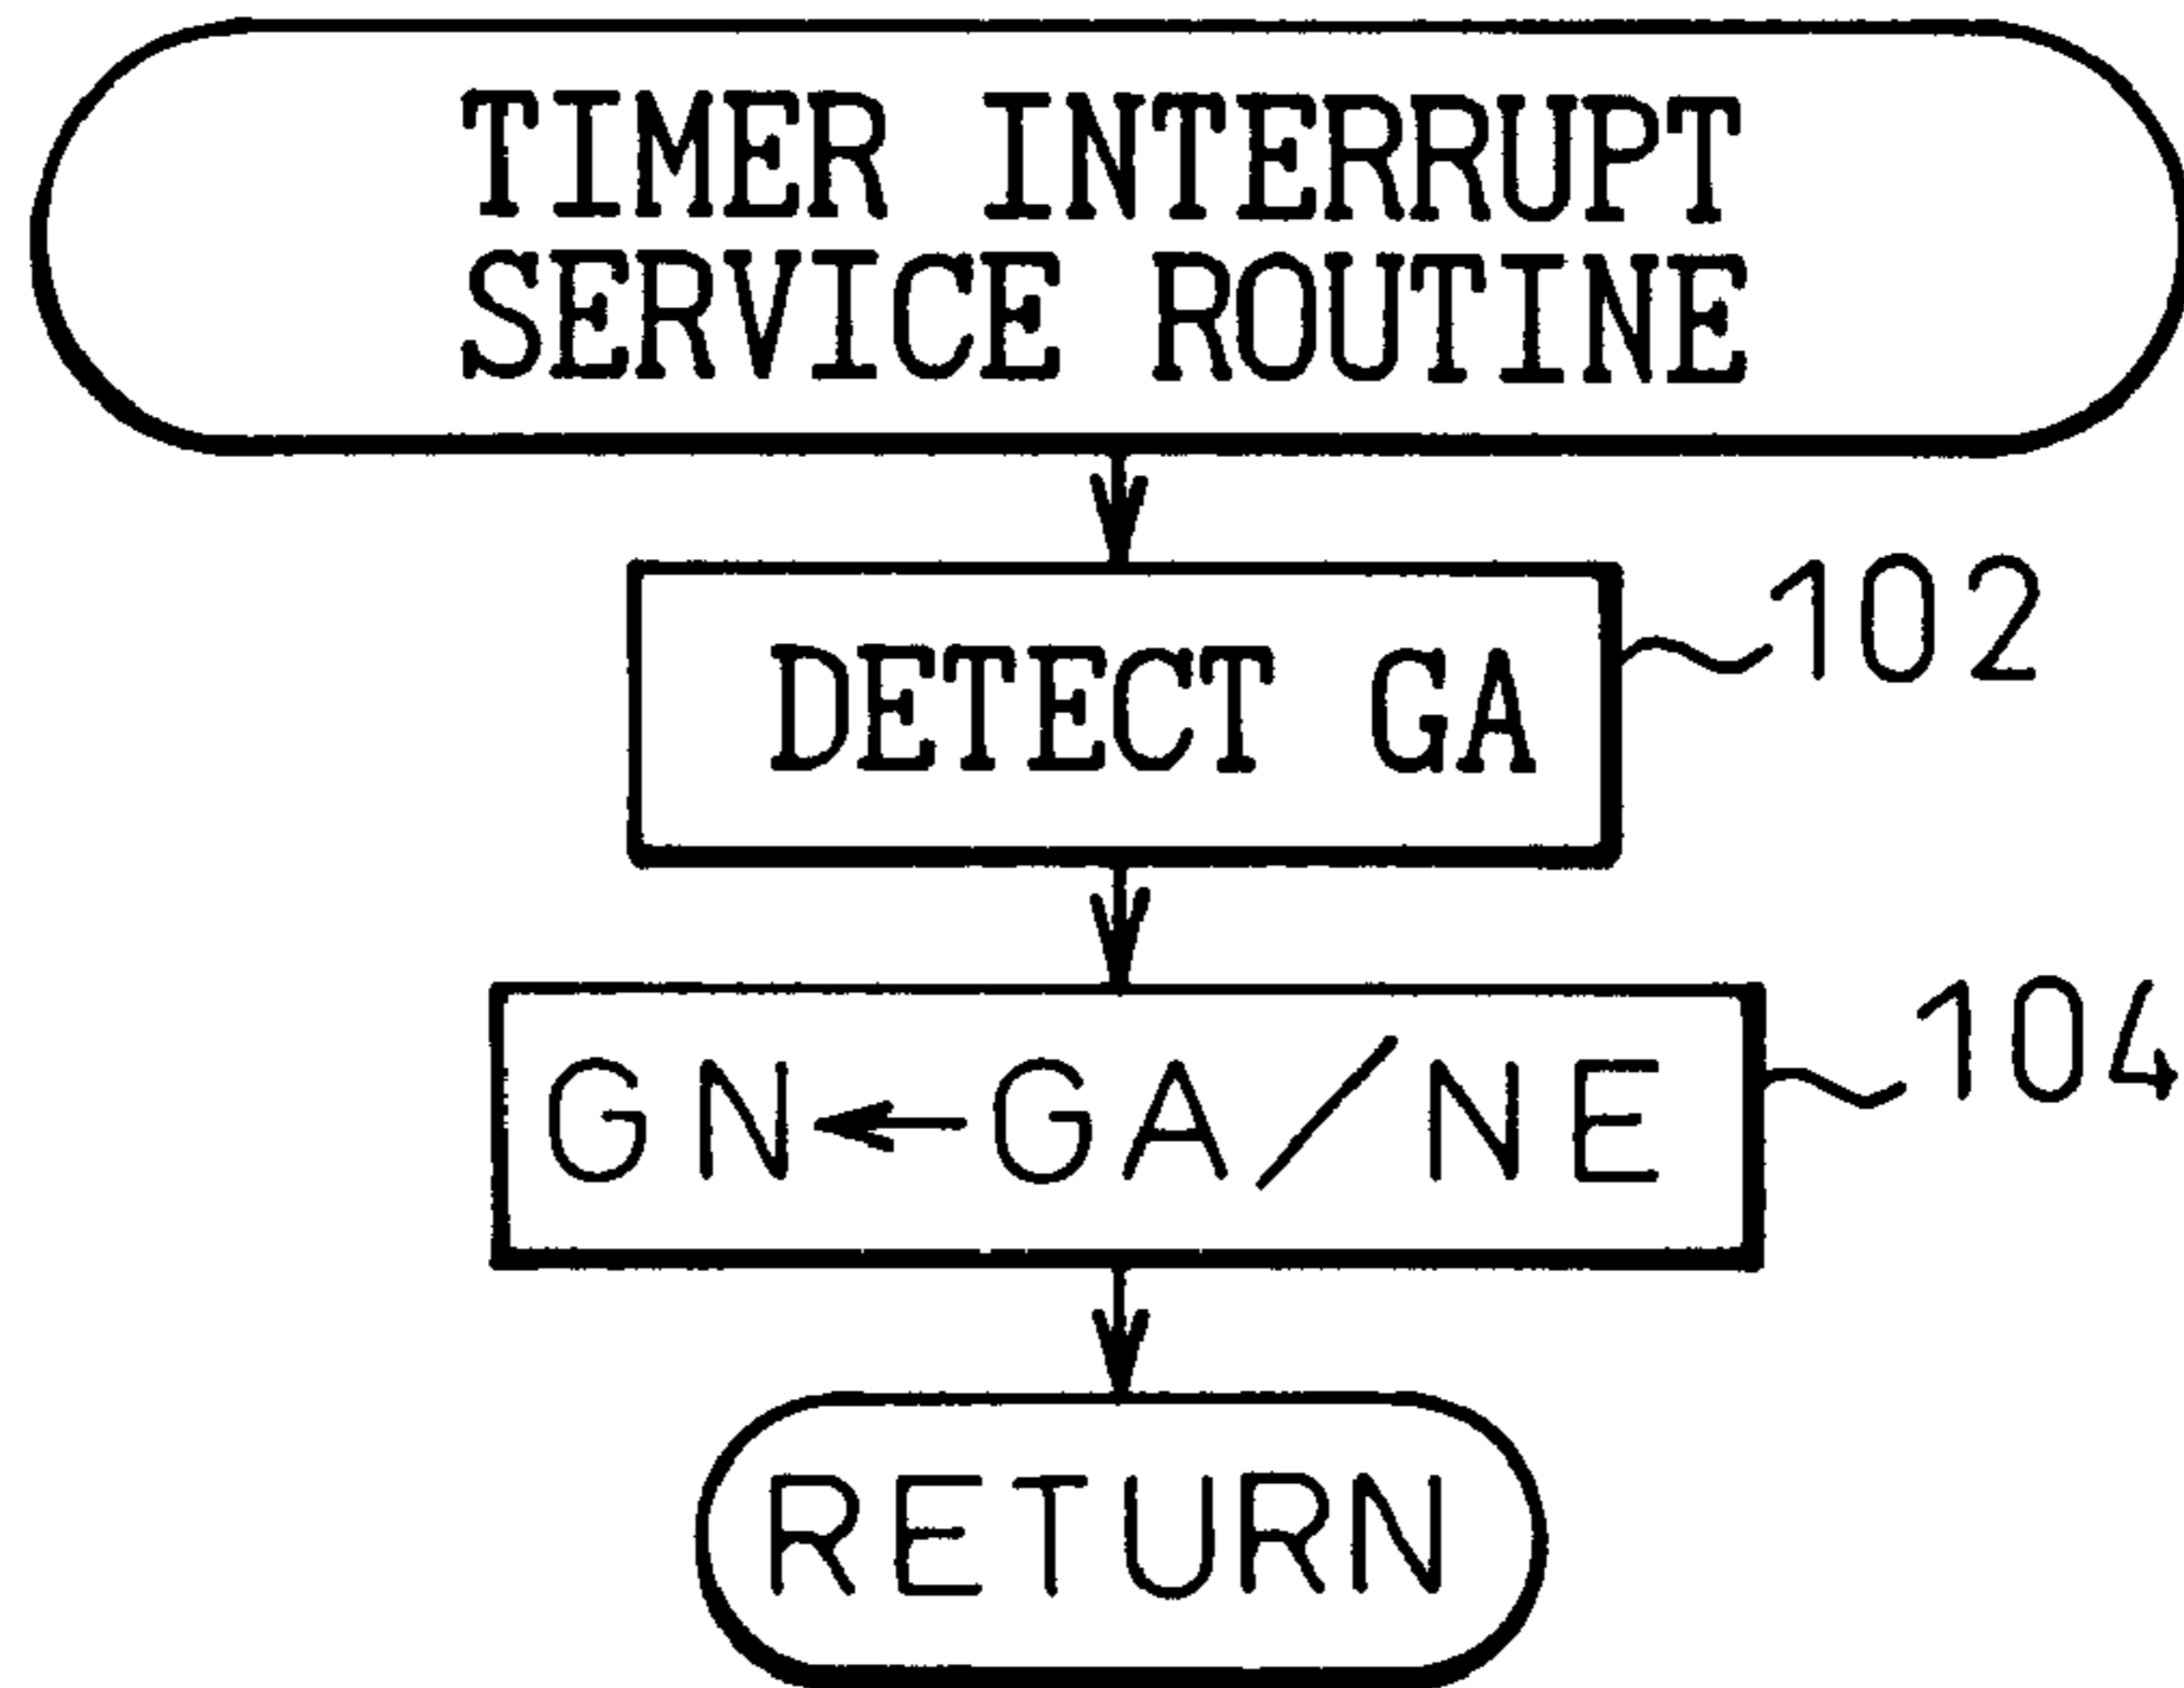 TIMER INTERRUPT
SERVICE ROUTINE
DETECT GA
102
GN←GA/NE
104
RETURN